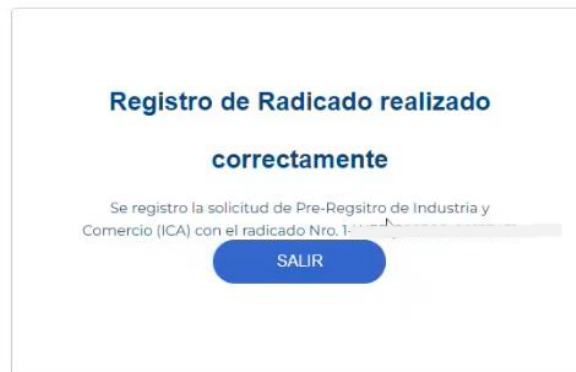 Registro de Radicado realizado
correctamente
Se registro la solicitud de Pre-Regsitro de Industria y
Comercio (ICA) con el radicado Nro. 1-
SALIR